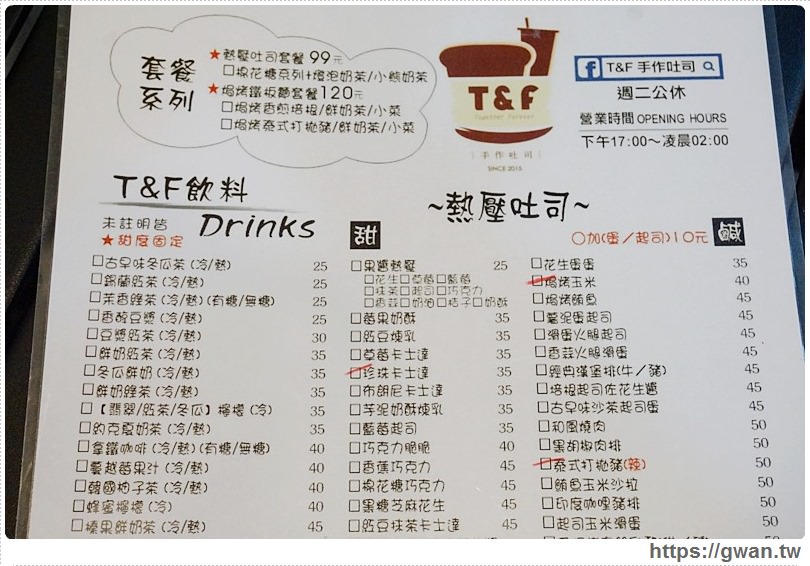 套餐系列
★熱壓吐司套餐 99元
□棉花糖系列+燈泡奶茶/小熊奶茶
★焗烤鐵板麵套餐120元
□焗烤香煎培根/鮮奶茶/小菜
□焗烤泰式打拋豬/鮮奶茶/小菜
T&F
Together Forever
手作吐司
SINCE 2015
f T&F 手作吐司
週二公休
營業時間 OPENING HOURS
下午17:00～凌晨02:00
T&F飲料
Drinks
未註明皆
★甜度固定
□古早味冬瓜茶 (冷/熱) 25
□錫蘭紅茶 (冷/熱) 25
□茉香綠茶 (冷/熱) (有糖/無糖) 25
□香醇豆漿 (冷/熱) 25
□豆漿紅茶 (冷/熱) 30
□鮮奶紅茶 (冷/熱) 35
□冬瓜鮮奶 (冷/熱) 35
□鮮奶綠茶 (冷/熱) 35
□【翡翠/紅茶/冬瓜】檸檬 (冷) 35
□阿克夏奶茶 (冷/熱) 35
□拿鐵咖啡 (冷/熱) (有糖/無糖) 40
□蔓越莓果汁 (冷/熱) 40
□韓國柚子茶 (冷/熱) 40
□蜂蜜檸檬 (冷) 40
□榛果鮮奶茶 (冷/熱) 45
~熱壓吐司~
甜
□果醬熱壓 25
□花生□草莓□藍莓
□抹茶□起司□巧克力
□香蒜□奶油□桔子□奶酥
□莓果奶酥 35
□紅豆煉乳 35
□草莓卡士達 35
□珍珠卡士達 35
□布朗尼卡士達 35
□芋泥奶酥煉乳 35
□藍莓起司 35
□巧克力脆脆 40
□香蕉巧克力 45
□棉花糖巧克力 45
□黑糖芝麻花生 45
□紅豆抹茶卡士達 45
○加(蛋／起司)10元 鹹
□花生蛋蛋 35
□焗烤玉米 40
□焗烤鮪魚 40
□薯泥蛋起司 45
□滑蛋火腿起司 45
□香蒜火腿滑蛋 45
□經典漢堡排(牛／豬) 45
□培根起司佐花生醬 45
□古早味沙茶起司蛋 45
□和風燒肉 50
□黑胡椒肉排 50
□泰式打拋豬(辣) 50
□鮪魚玉米沙拉 50
□印度咖哩豬排 50
□起司玉米滑蛋 50
https://gwan.tw